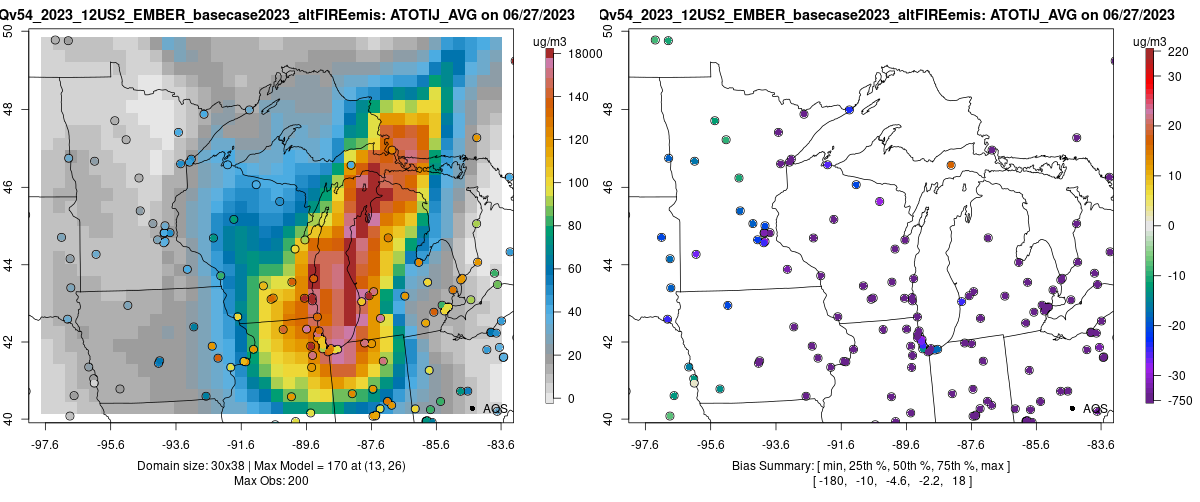 Qv54_2023_12US2_EMBER_basecase2023_altFIREemis: ATOTIJ_AVG on 06/27/2023
ug/m3
50
48
46
44
42
40
-97.6 -95.6 -93.6 -91.6 -89.6 -87.6 -85.6 -83.6
18000
140
120
100
80
60
40
20
0
AQS
Domain size: 30x38 | Max Model = 170 at (13, 26)
Max Obs: 200
Qv54_2023_12US2_EMBER_basecase2023_altFIREemis: ATOTIJ_AVG on 06/27/2023
ug/m3
50
48
46
44
42
40
-97.6 -95.6 -93.6 -91.6 -89.6 -87.6 -85.6 -83.6
220
30
20
10
0
-10
-20
-30
-750
AQS
Bias Summary: [ min, 25th %, 50th %, 75th %, max ]
[ -180, -10, -4.6, -2.2, 18 ]